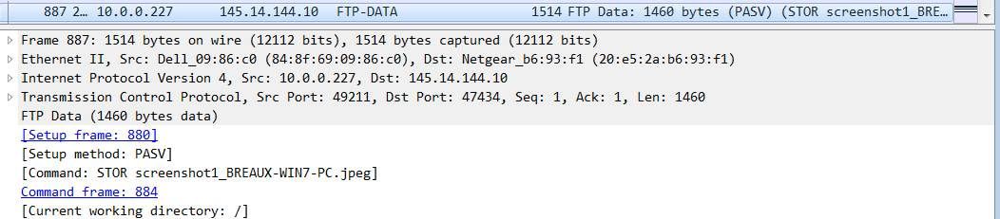 887 2… 10.0.0.227 145.14.144.10 FTP-DATA 1514 FTP Data: 1460 bytes (PASV) (STOR screenshot1_BREA…
Frame 887: 1514 bytes on wire (12112 bits), 1514 bytes captured (12112 bits)
Ethernet II, Src: Dell_09:86:c0 (84:8f:69:09:86:c0), Dst: Netgear_b6:93:f1 (20:e5:2a:b6:93:f1)
Internet Protocol Version 4, Src: 10.0.0.227, Dst: 145.14.144.10
Transmission Control Protocol, Src Port: 49211, Dst Port: 47434, Seq: 1, Ack: 1, Len: 1460
FTP Data (1460 bytes data)
[Setup frame: 880]
[Setup method: PASV]
[Command: STOR screenshot1_BREAUX-WIN7-PC.jpeg]
Command frame: 884
[Current working directory: /]